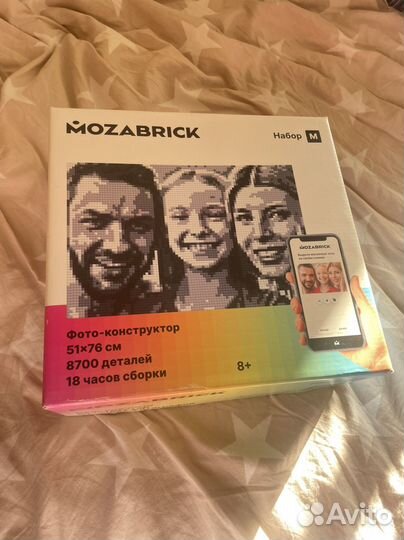 MOZABRICK
Набор M
MOZABRICK
Фото-конструктор
51×76 см
8700 деталей
18 часов сборки
8+
Avito